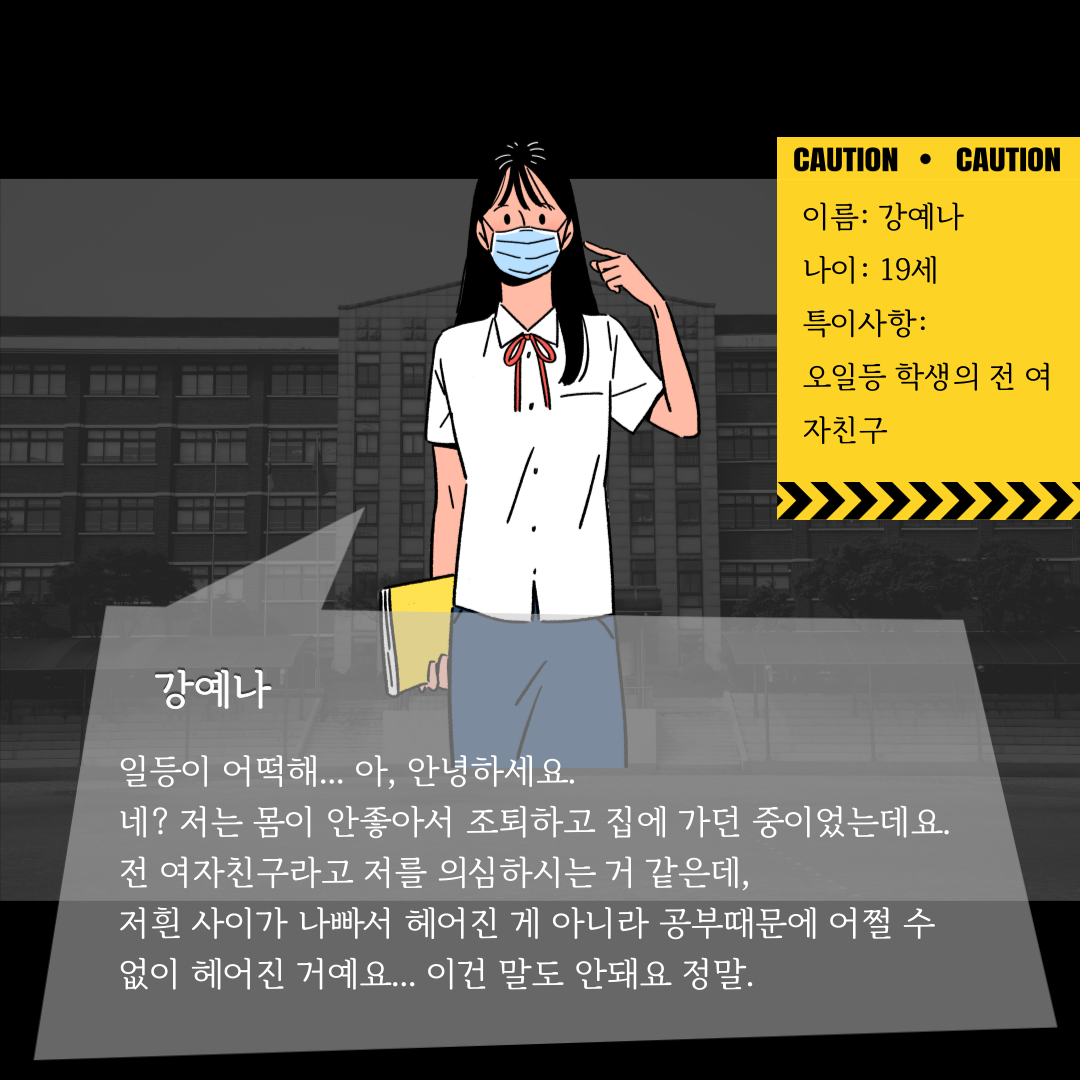 CAUTION • CAUTION
이름: 강예나
나이: 19세
특이사항:
오일등 학생의 전 여
자친구
강예나
일등이 어떡해... 아, 안녕하세요.
네? 저는 몸이 안좋아서 조퇴하고 집에 가던 중이었는데요.
전 여자친구라고 저를 의심하시는 거 같은데,
저흰 사이가 나빠서 헤어진 게 아니라 공부때문에 어쩔 수
없이 헤어진 거예요... 이건 말도 안돼요 정말.